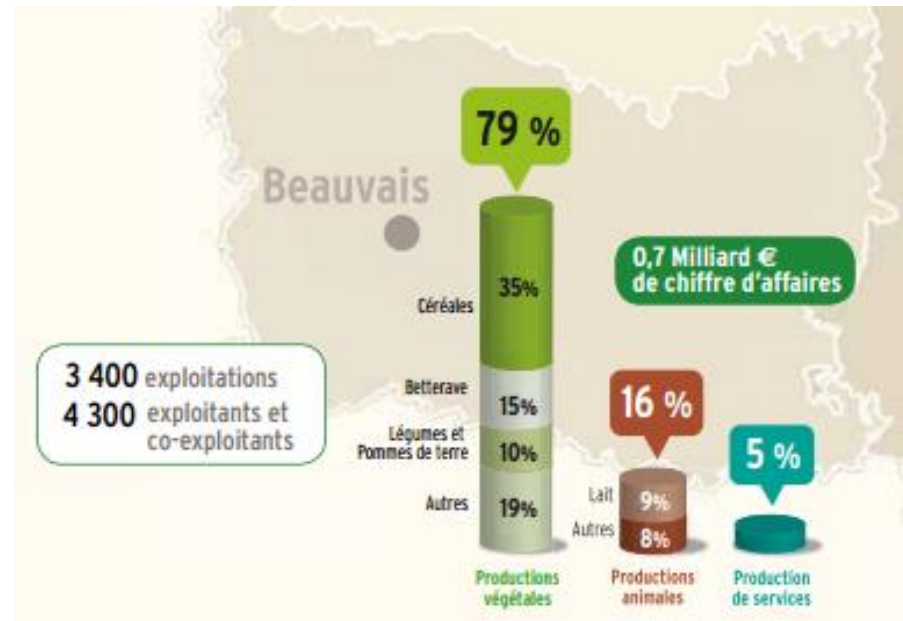 79 %
Beauvais
0,7 Milliard €
de chiffre d'affaires
35%
Céréales
3 400 exploitations
4 300 exploitants et
co-exploitants
Betterave
15%
16 %
Légumes et
Pommes de terre
10%
5 %
Autres
19%
Lait
9%
Autres
8%
Productions
végétales
Productions
animales
Production
de services